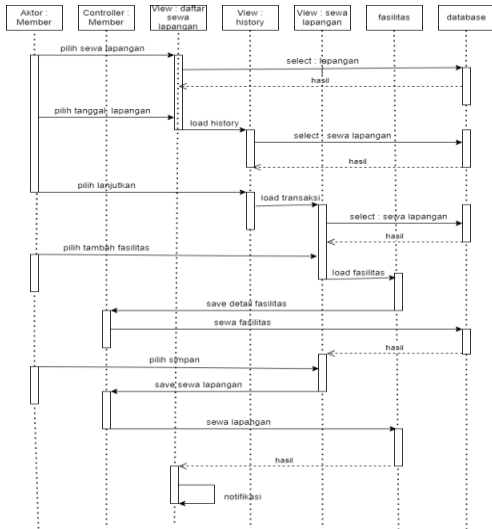 Aktor :
Member
Controller :
Member
View : daftar
sewa
lapangan
View :
history
View : sewa
lapangan
fasilitas
database
pilih sewa lapangan
select : lapangan
hasil
pilih tanggal lapangan
load history
select : sewa lapangan
hasil
pilih lanjutkan
load transaksi
select : sewa lapangan
hasil
pilih tambah fasilitas
load fasilitas
save detail fasilitas
sewa fasilitas
hasil
pilih simpan
save sewa lapangan
sewa lapangan
hasil
notifikasi